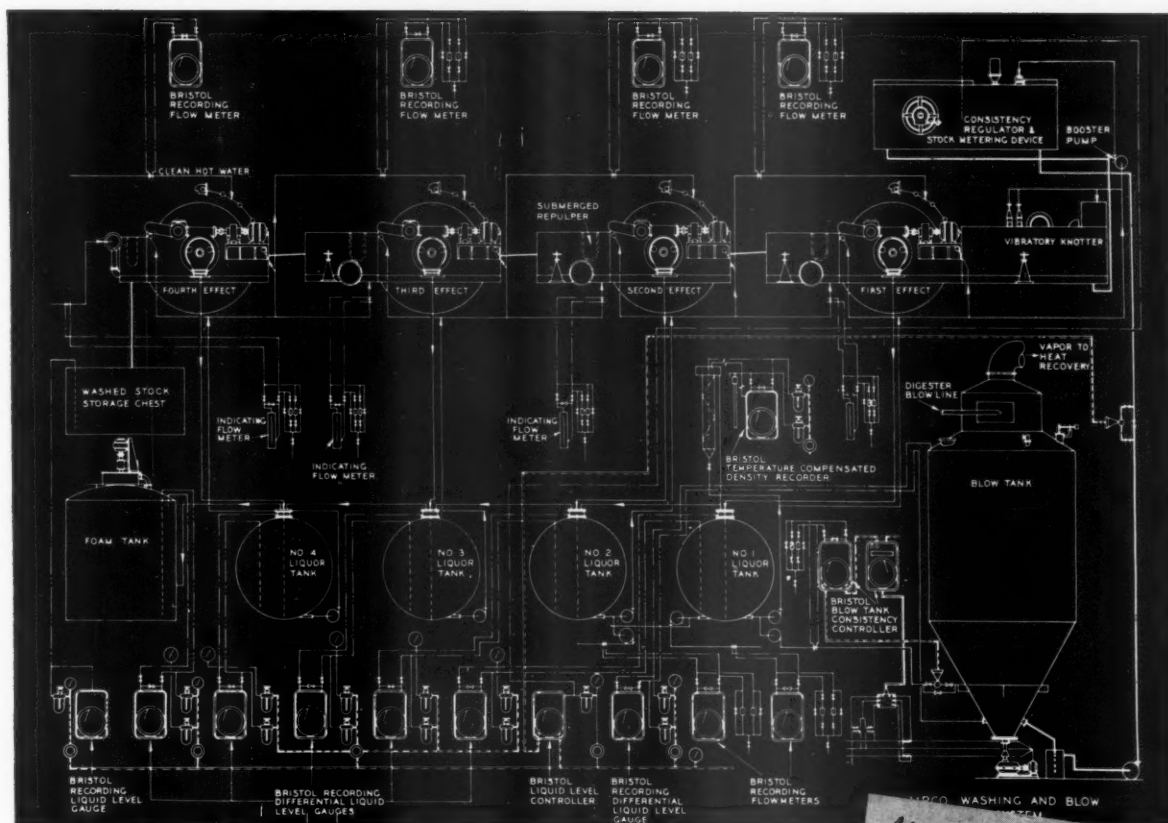 BRISTOL
RECORDING
FLOW METER
BRISTOL
RECORDING
FLOW METER
BRISTOL
RECORDING
FLOW METER
BRISTOL
RECORDING
FLOW METER
CONSISTENCY
REGULATOR &
STOCK METERING DEVICE
BOOSTER
PUMP
CLEAN HOT WATER
SUBMERGED
REPULPER
VIBRATORY KNOTTER
FOURTH EFFECT
THIRD EFFECT
SECOND EFFECT
FIRST EFFECT
VAPOR TO
HEAT
RECOVERY
DIGESTER
BLOW LINE
WASHED STOCK
STORAGE CHEST
INDICATING
FLOW METER
INDICATING
FLOW METER
INDICATING
FLOW METER
BRISTOL
TEMPERATURE COMPENSATED
DENSITY RECORDER
BLOW TANK
FOAM TANK
NO 4
LIQUOR
TANK
NO 3
LIQUOR
TANK
NO 2
LIQUOR
TANK
NO 1
LIQUOR
TANK
BRISTOL
BLOW TANK
CONSISTENCY
CONTROLLER
BRISTOL
RECORDING
LIQUID LEVEL
GAUGE
BRISTOL RECORDING
DIFFERENTIAL LIQUID
LEVEL GAUGES
BRISTOL
LIQUID LEVEL
CONTROLLER
BRISTOL
RECORDING
DIFFERENTIAL
LIQUID LEVEL
GAUGE
BRISTOL
RECORDING
FLOWMETERS
WASHING AND BLOW